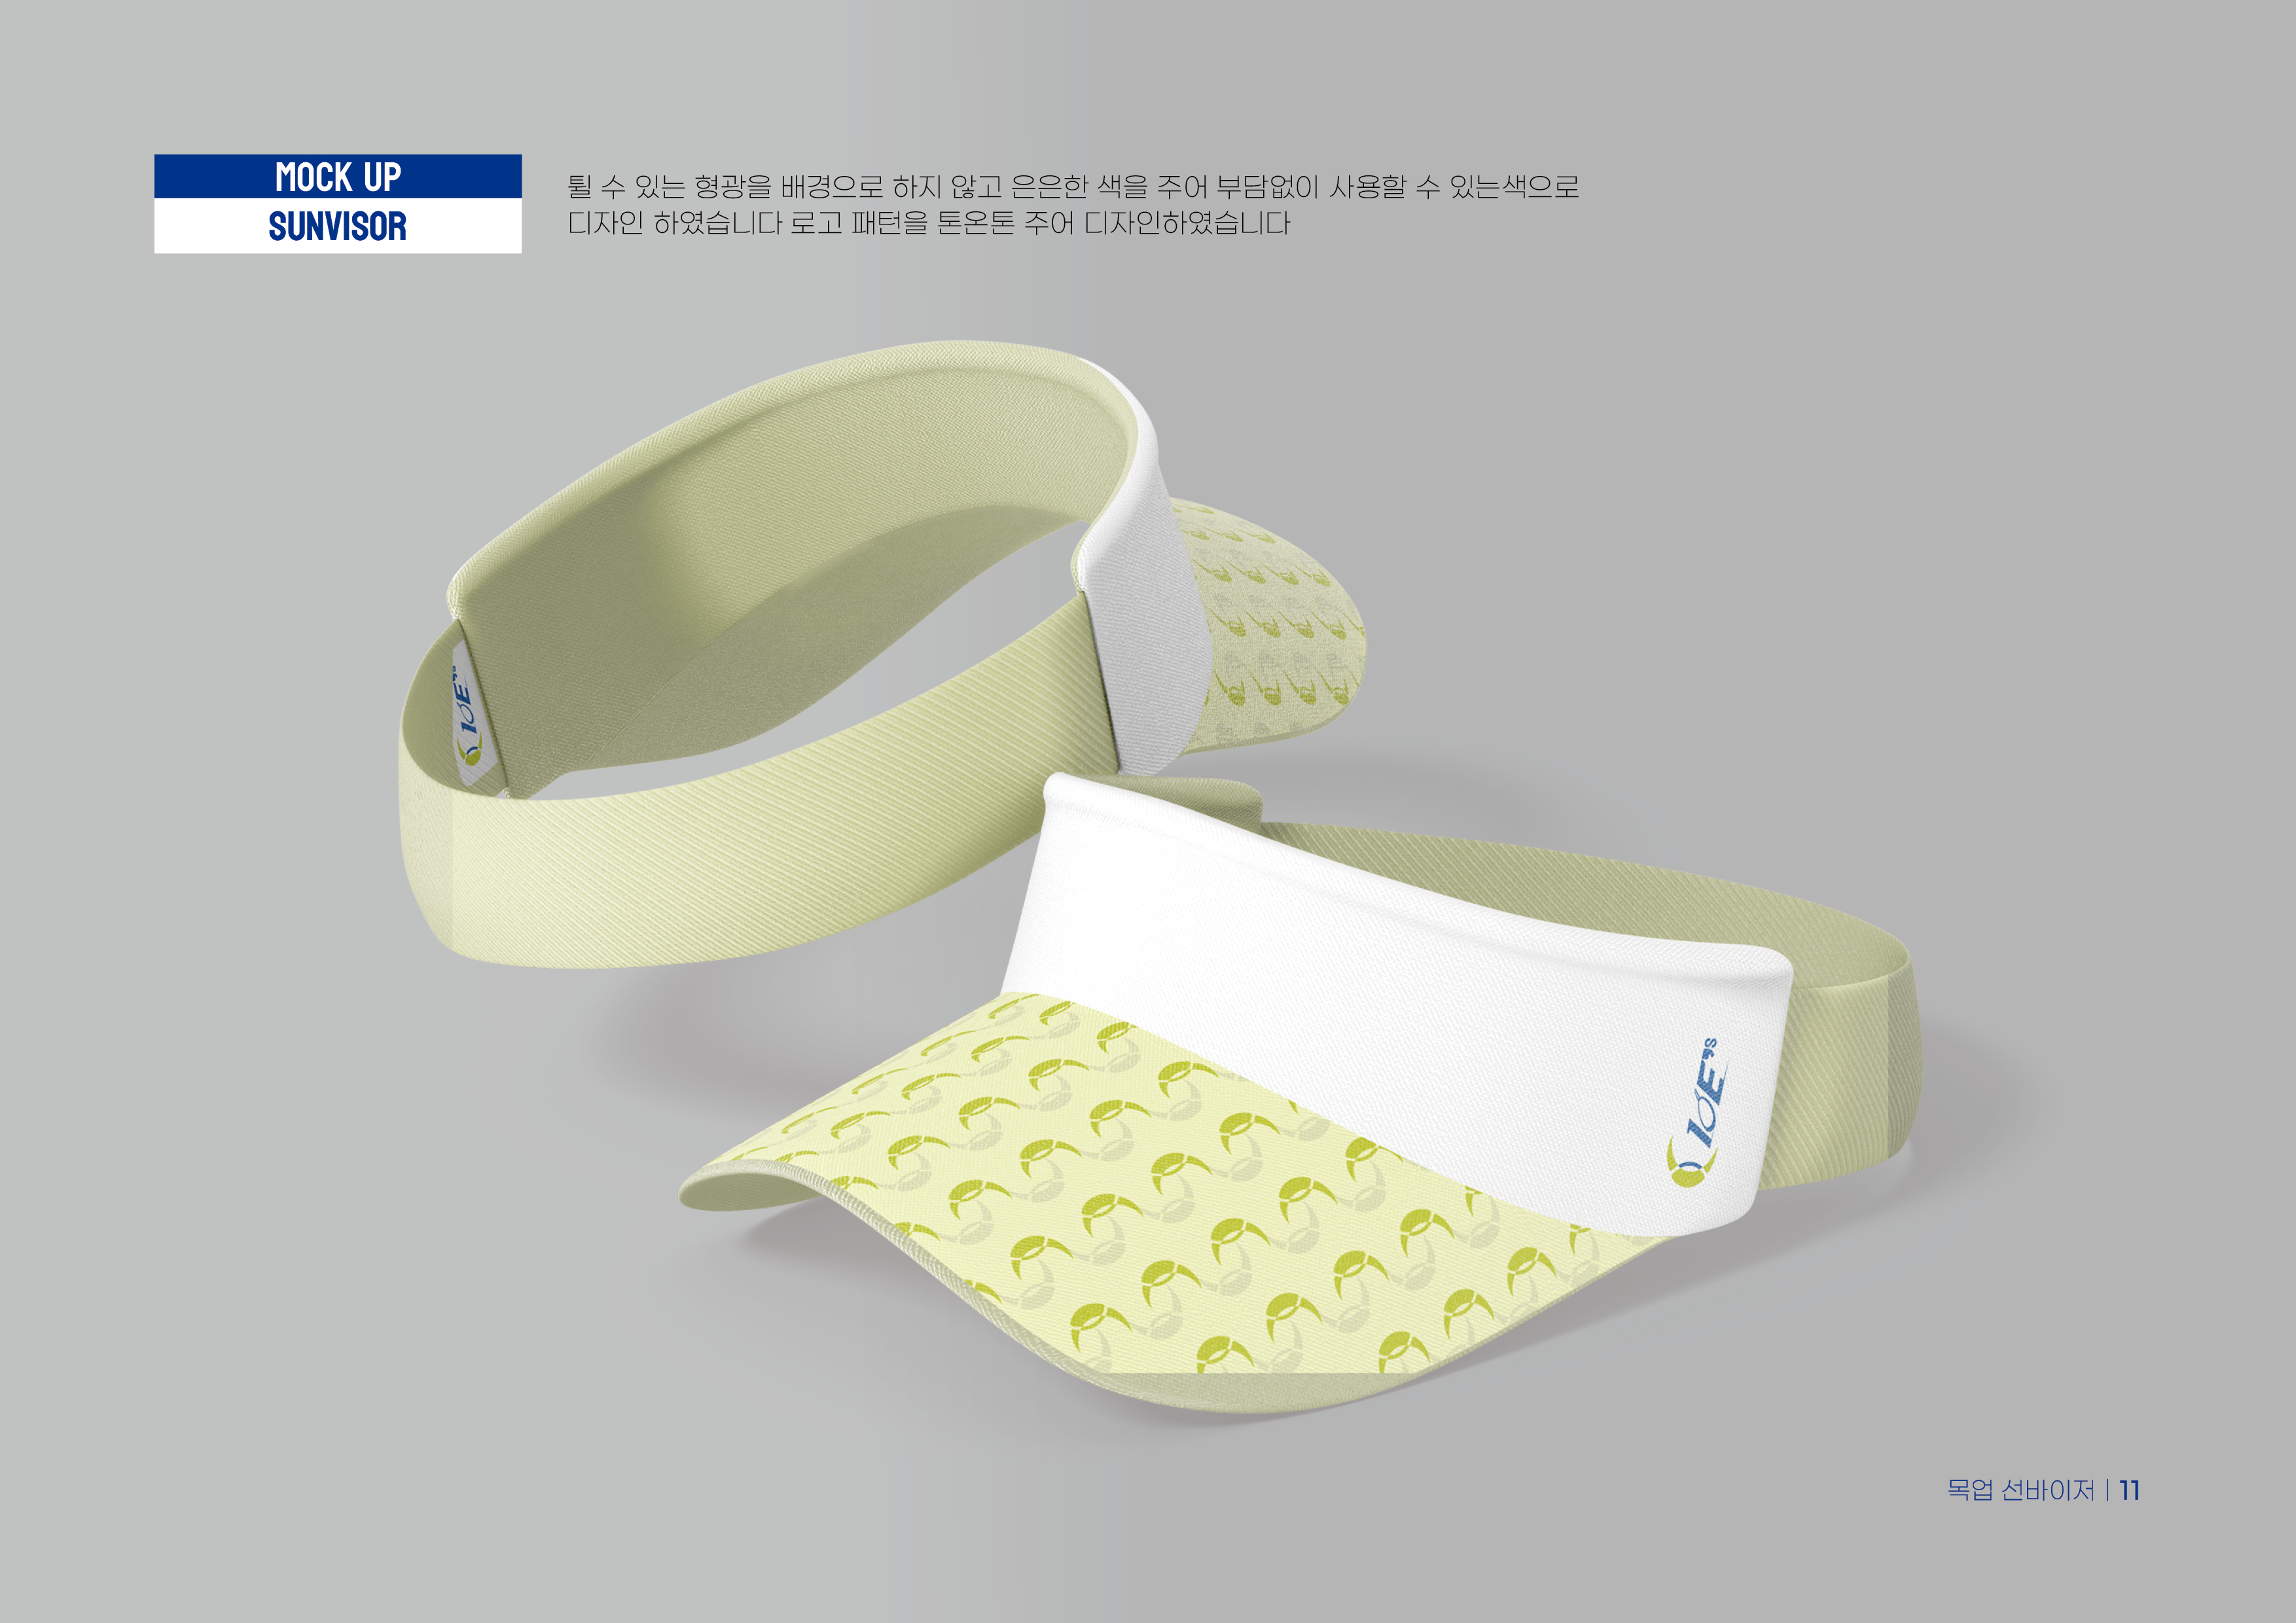 MOCK UP
SUNVISOR
튈 수 있는 형광을 배경으로 하지 않고 은은한 색을 주어 부담없이 사용할 수 있는색으로
디자인 하였습니다 로고 패턴을 톤온톤 주어 디자인하였습니다
JOE's
JOE's
목업 선바이저 | 11